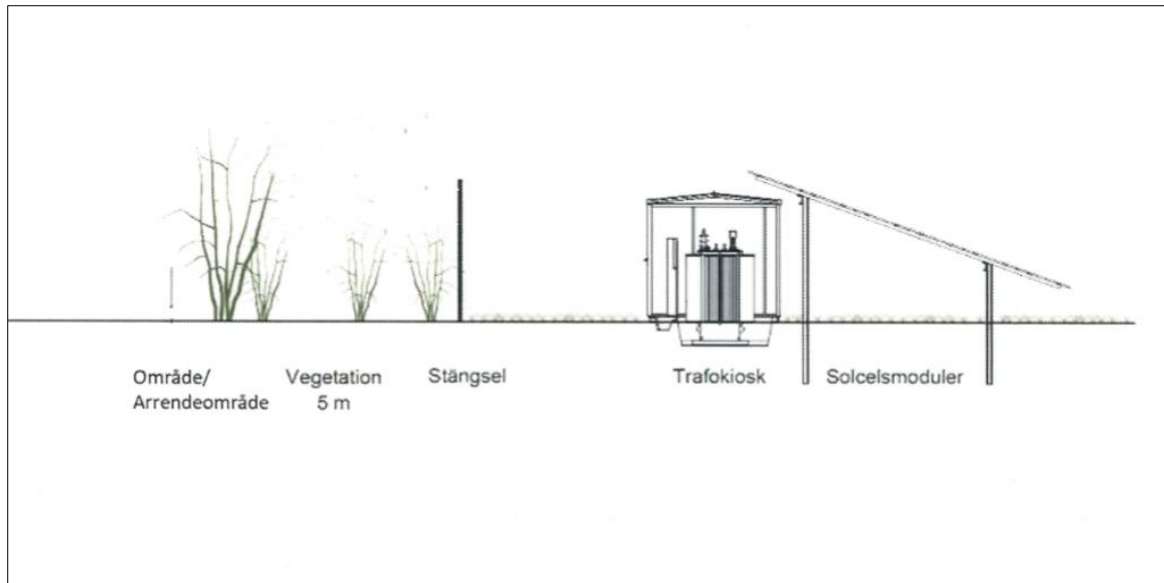 Område/
Arrendeområde
Vegetation
5 m
Stängsel
Trafokiosk
Solcelsmoduler